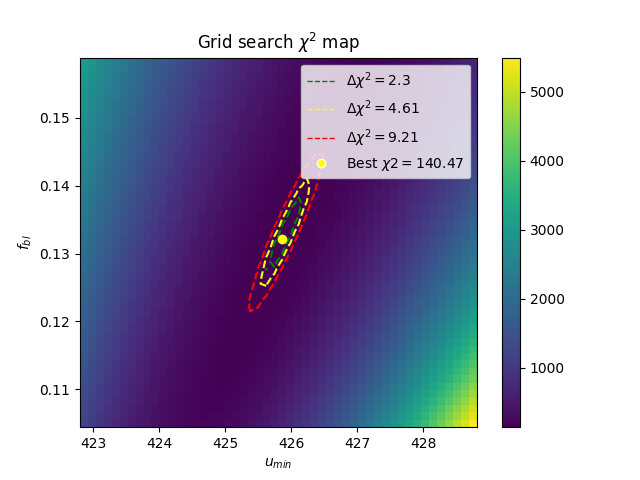 Grid search χ² map
Δχ² = 2.3
Δχ² = 4.61
Δχ² = 9.21
Best χ2 = 140.47
0.15
0.14
0.13
0.12
0.11
f_bl
423 424 425 426 427 428
u_min
5000
4000
3000
2000
1000